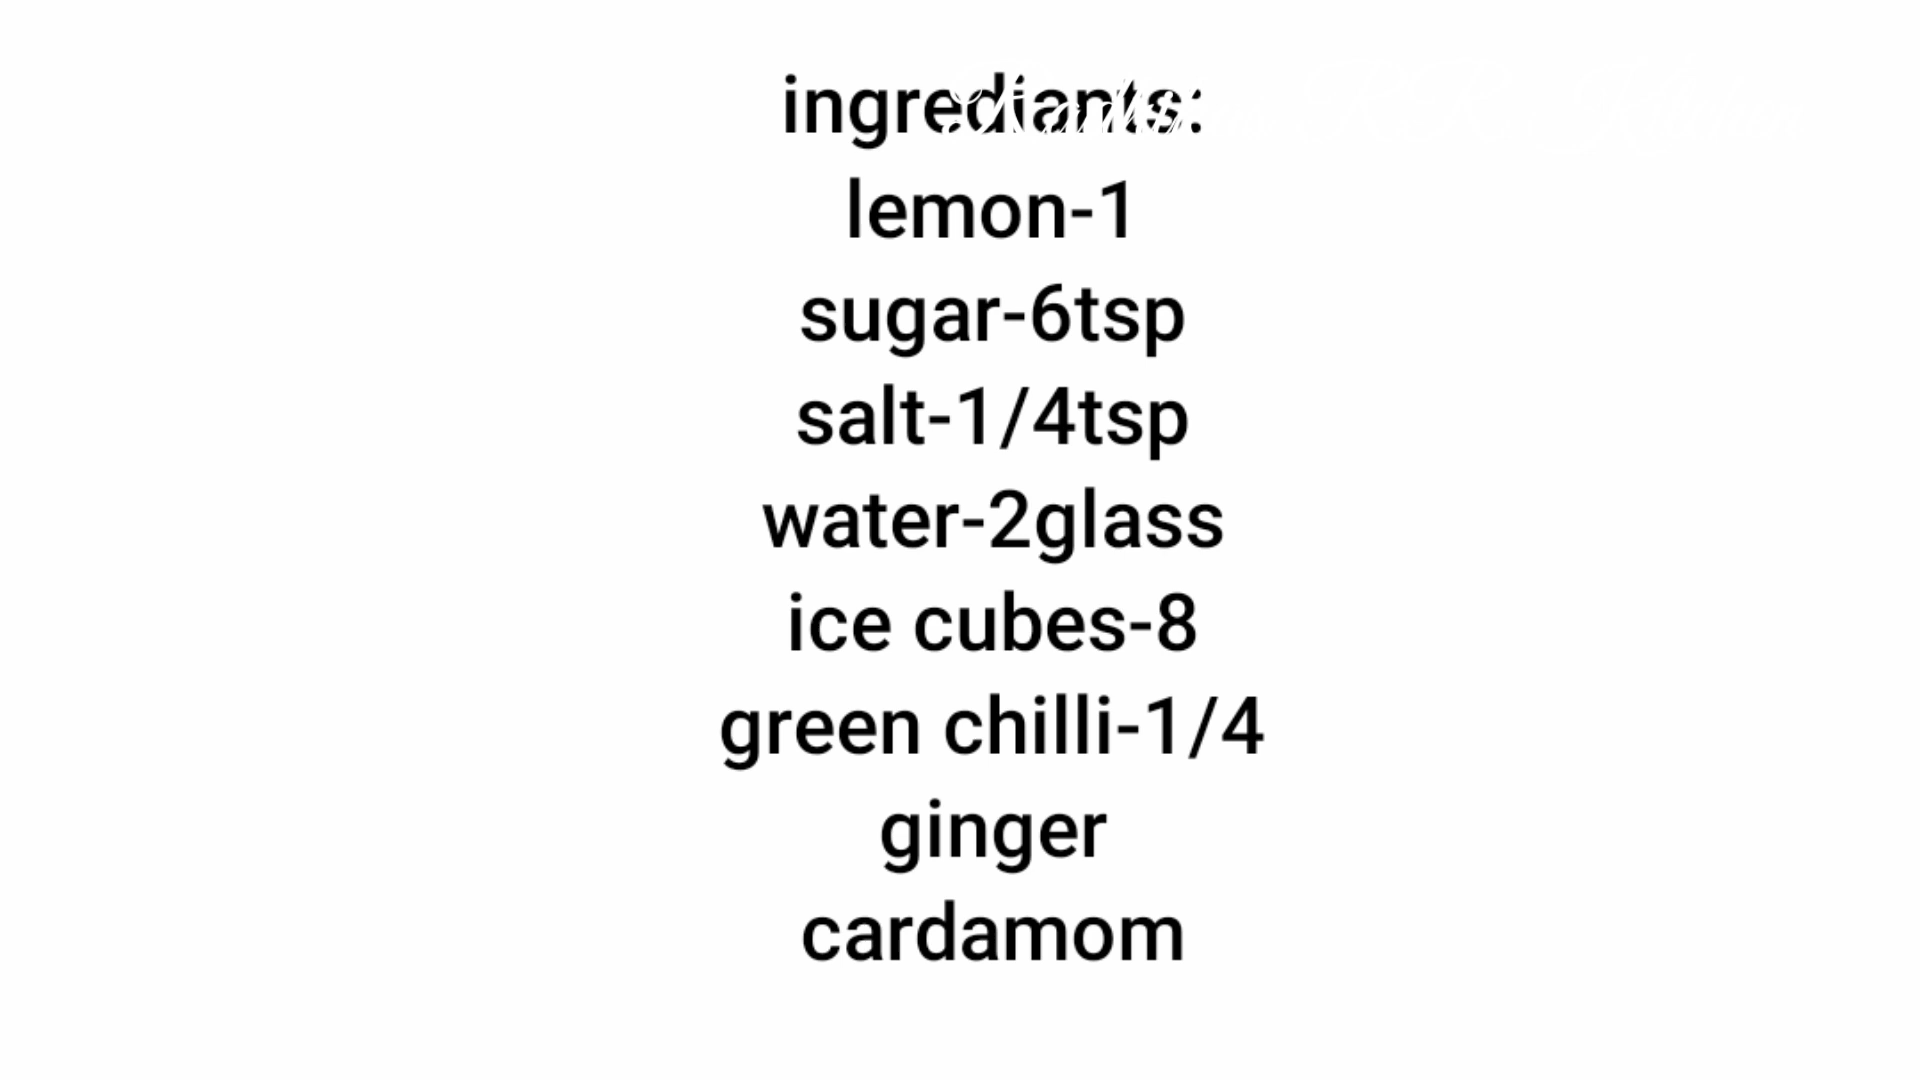 ingrediants:
lemon-1
sugar-6tsp
salt-1/4tsp
water-2glass
ice cubes-8
green chilli-1/4
ginger
cardamom